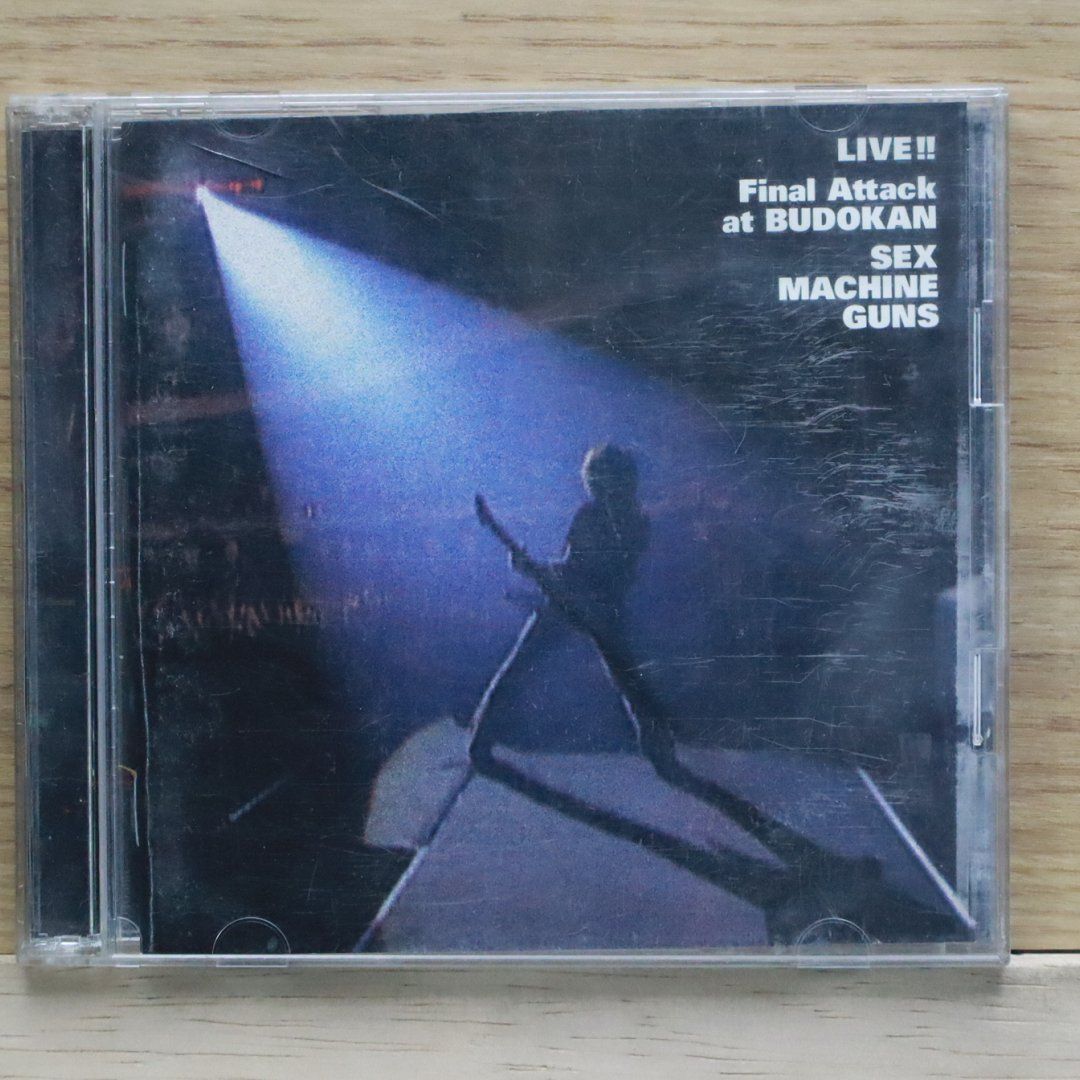 LIVE!!
Final Attack
at BUDOKAN
SEX
MACHINE
GUNS